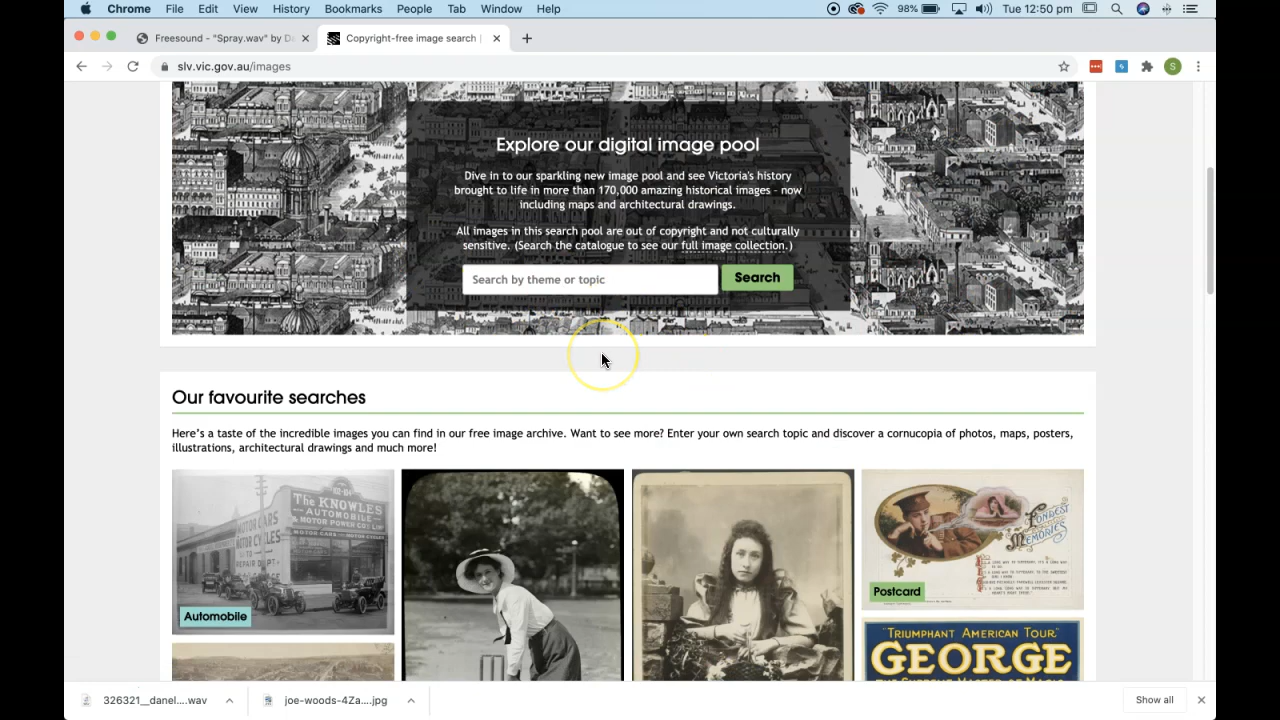 Chrome File Edit View History Bookmarks People Tab Window Help 98% Tue 12:50 pm
Freesound - "Spray.wav" by D
Copyright-free image search |
slv.vic.gov.au/images
S
Explore our digital image pool
Dive in to our sparkling new image pool and see Victoria's history
brought to life in more than 170,000 amazing historical images - now
including maps and architectural drawings.
All images in this search pool are out of copyright and not culturally
sensitive. (Search the catalogue to see our full image collection.)
Search by theme or topic
Search
Our favourite searches
Here's a taste of the incredible images you can find in our free image archive. Want to see more? Enter your own search topic and discover a cornucopia of photos, maps, posters,
illustrations, architectural drawings and much more!
The KNOWLES
AUTOMOBILE
& MOTOR POWER CO LTD
MOTOR CARS
MOTOR CYCLES
MOTOR CARS
TO
REPAIR DEPT
Automobile
FONDEST
MEMORIES
Postcard
"TRIUMPHANT AMERICAN TOUR"
GEORGE
326321__danel....wav
joe-woods-4Za....jpg
Show all